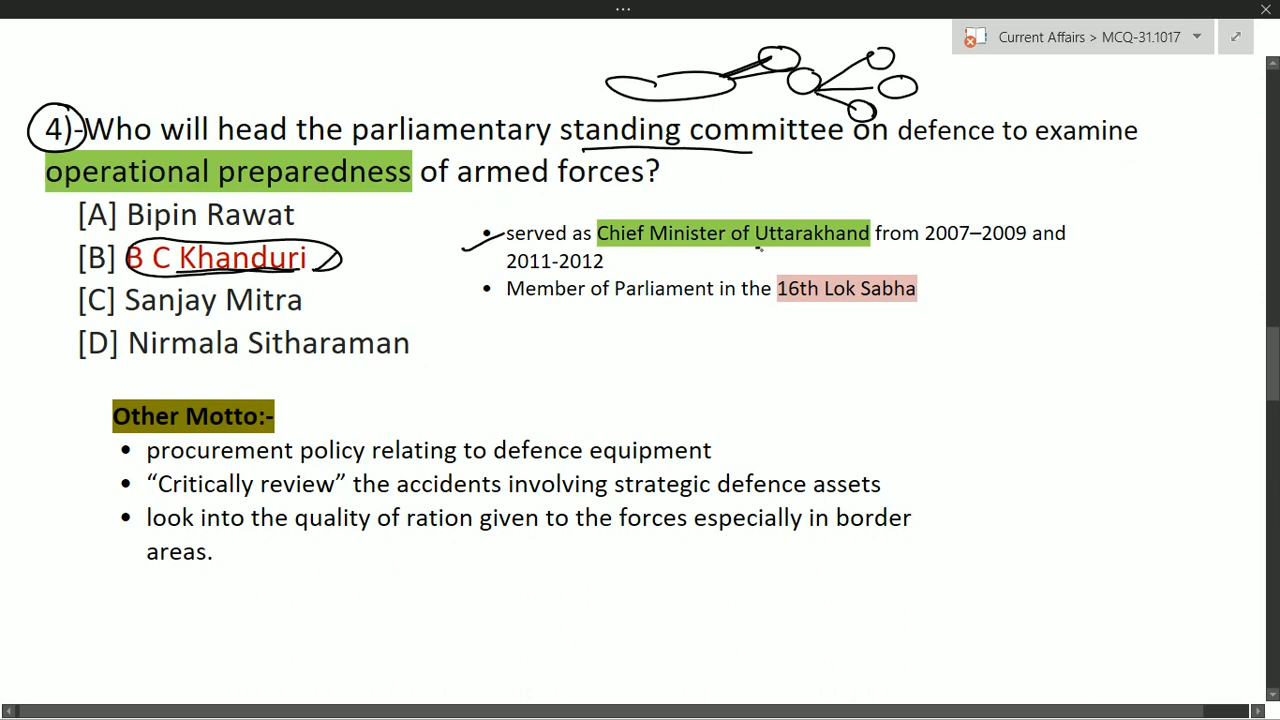 Current Affairs > MCQ-31.1017
4)-Who will head the parliamentary standing committee on defence to examine
operational preparedness of armed forces?
[A] Bipin Rawat
[B] B C Khanduri
[C] Sanjay Mitra
[D] Nirmala Sitharaman
• served as Chief Minister of Uttarakhand from 2007–2009 and
2011-2012
• Member of Parliament in the 16th Lok Sabha
Other Motto:-
• procurement policy relating to defence equipment
• “Critically review” the accidents involving strategic defence assets
• look into the quality of ration given to the forces especially in border
areas.